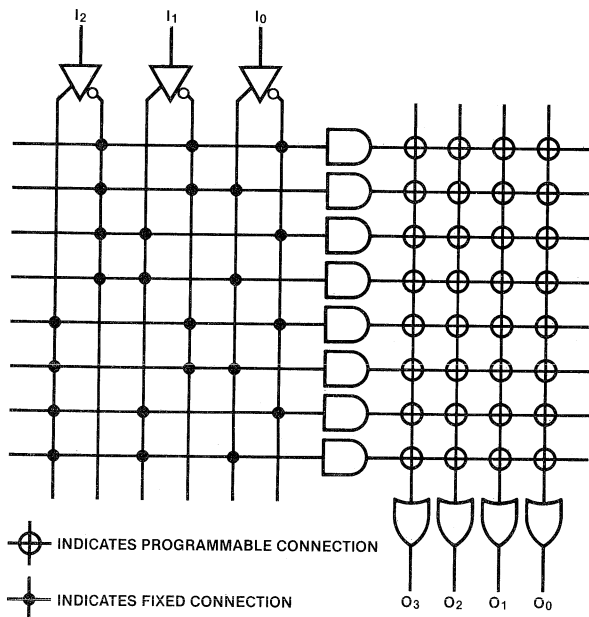 I2 I1 I0
INDICATES PROGRAMMABLE CONNECTION
INDICATES FIXED CONNECTION
O3 O2 O1 O0